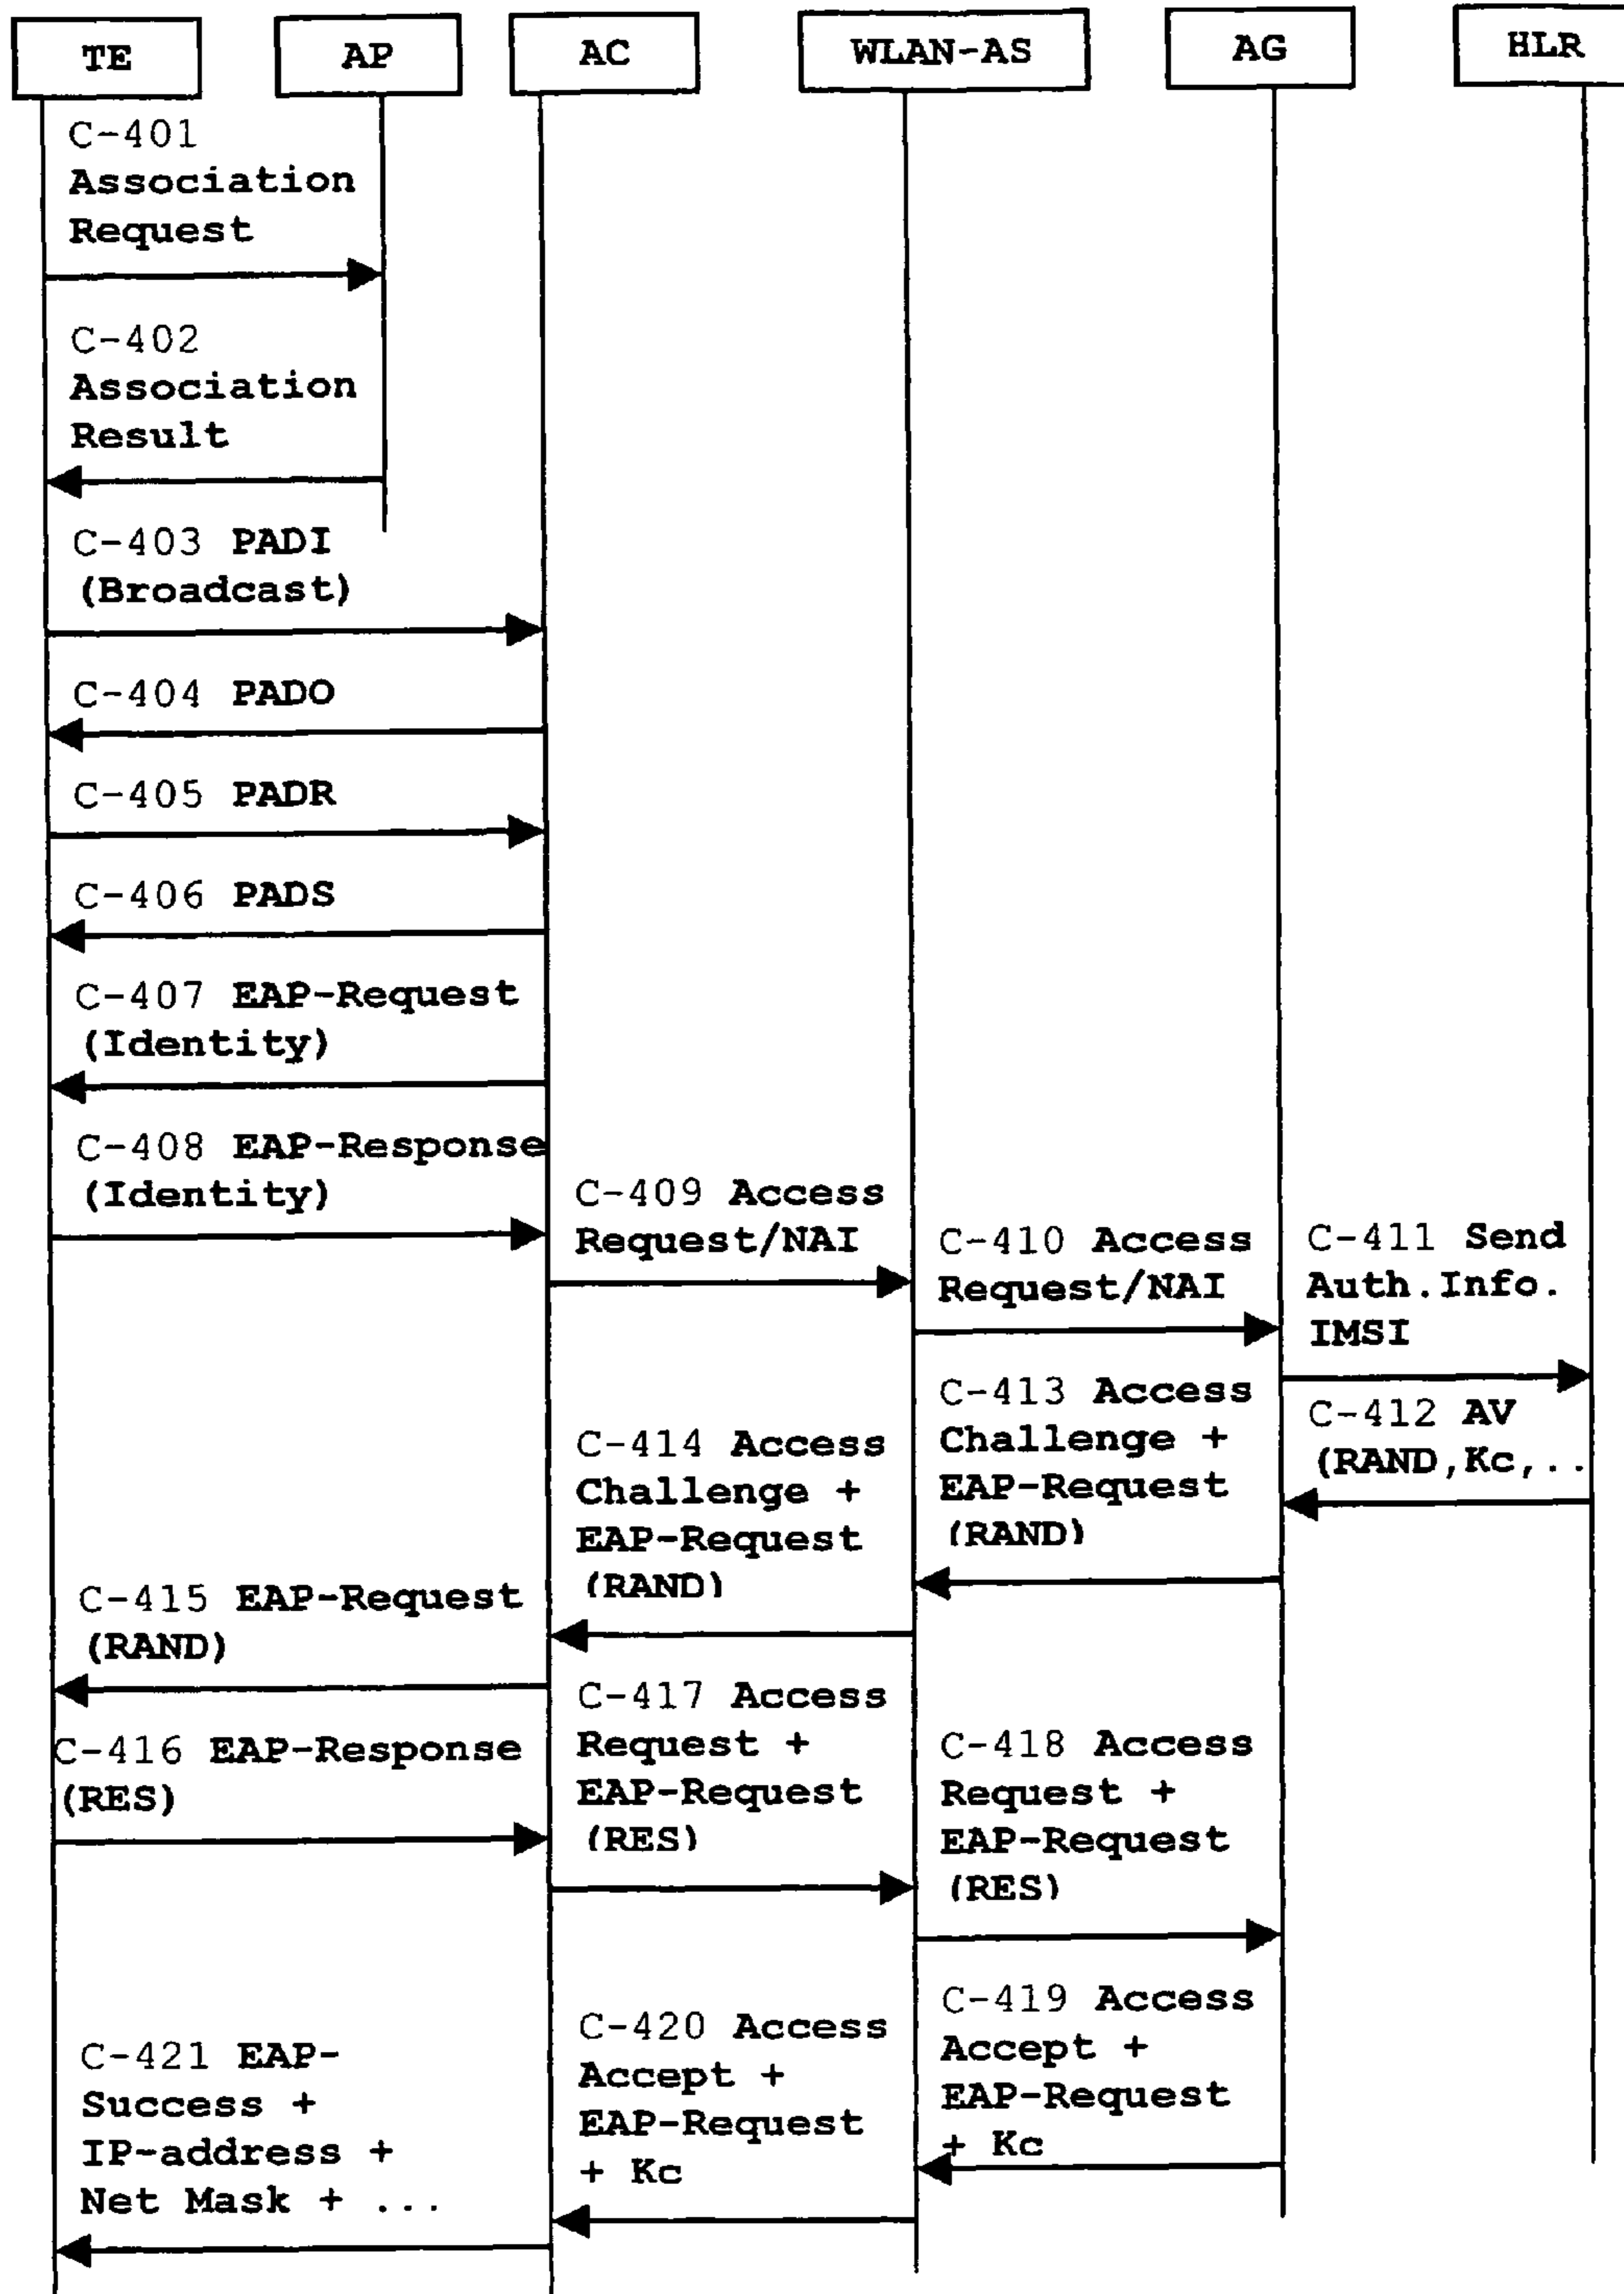 TE
AP
AC
WLAN-AS
AG
HLR
C-401
Association
Request
C-402
Association
Result
C-403 PADI
(Broadcast)
C-404 PADO
C-405 PADR
C-406 PADS
C-407 EAP-Request
(Identity)
C-408 EAP-Response
(Identity)
C-409 Access
Request/NAI
C-410 Access
Request/NAI
C-411 Send
Auth.Info.
IMSI
C-412 AV
(RAND,Kc,..
C-413 Access
Challenge +
EAP-Request
(RAND)
C-414 Access
Challenge +
EAP-Request
(RAND)
C-415 EAP-Request
(RAND)
C-416 EAP-Response
(RES)
C-417 Access
Request +
EAP-Request
(RES)
C-418 Access
Request +
EAP-Request
(RES)
C-419 Access
Accept +
EAP-Request
+ Kc
C-420 Access
Accept +
EAP-Request
+ Kc
C-421 EAP-
Success +
IP-address +
Net Mask + ...